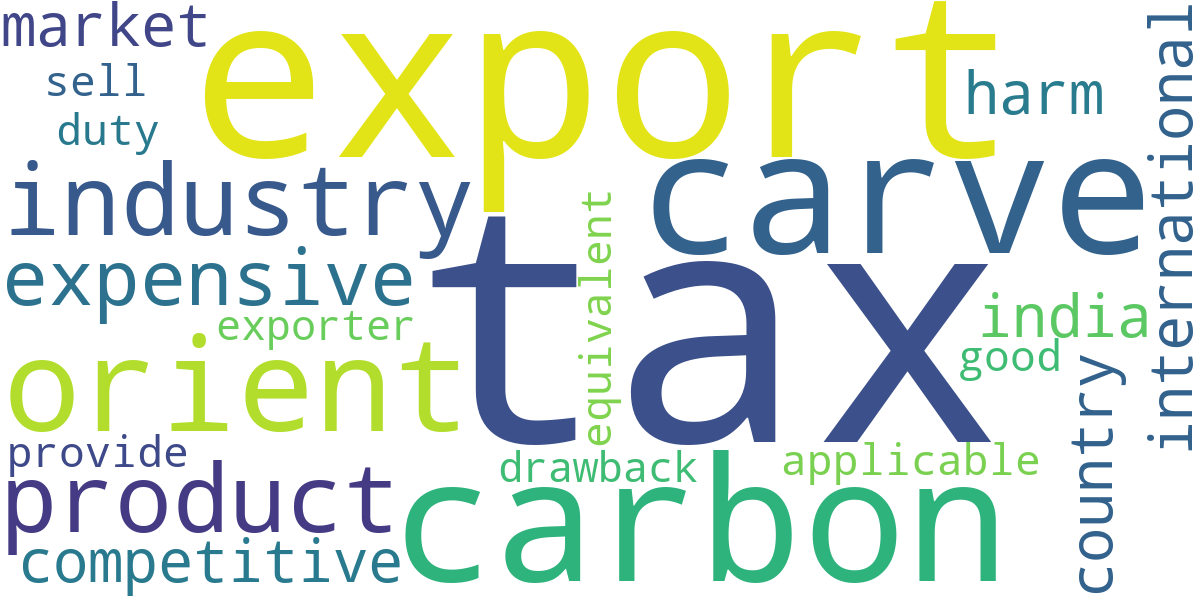 market
export
sell
harm
duty
international
industry
carve
expensive
tax
equivalent
india
exporter
good
orient
country
provide
drawback
applicable
product
carbon
competitive